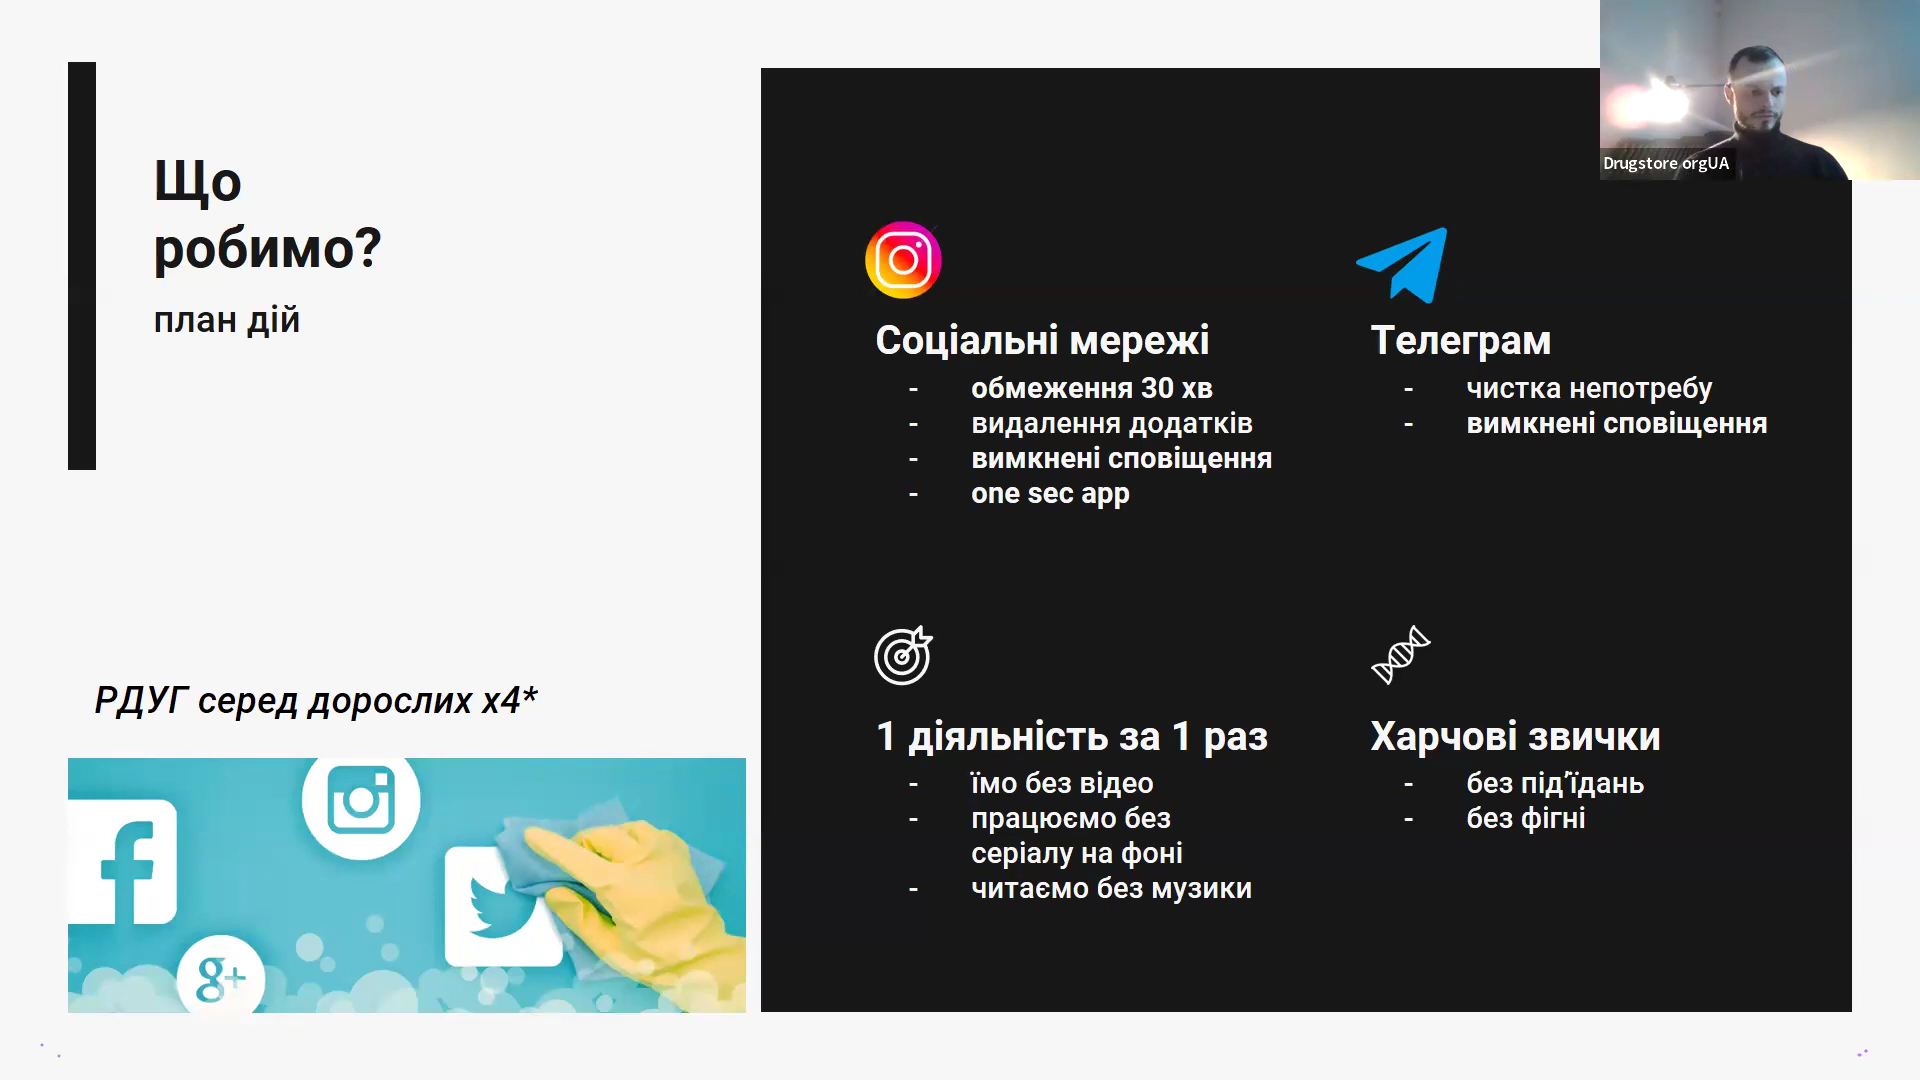 Що
робимо?
план дій
РДУГ серед дорослих х4*
g+
Drugstore orgUA
Соціальні мережі
- обмеження 30 хв
- видалення додатків
- вимкнені сповіщення
- one sec app
Телеграм
- чистка непотребу
- вимкнені сповіщення
1 діяльність за 1 раз
- їмо без відео
- працюємо без
серіалу на фоні
- читаємо без музики
Харчові звички
- без під’їдань
- без фігні